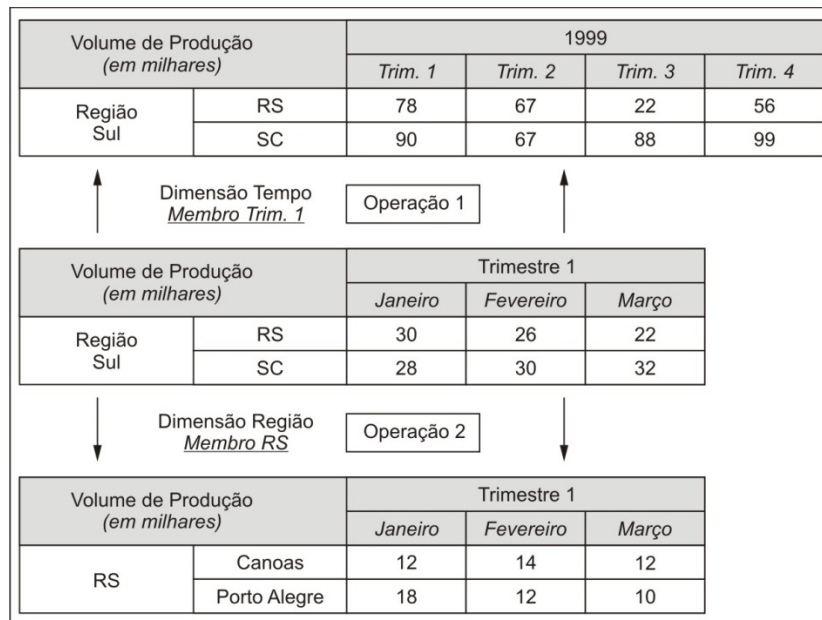 Volume de Produção
(em milhares)
1999
Trim. 1 Trim. 2 Trim. 3 Trim. 4
Região
Sul
RS 78 67 22 56
SC 90 67 88 99
Dimensão Tempo
Membro Trim. 1
Operação 1
Volume de Produção
(em milhares)
Trimestre 1
Janeiro Fevereiro Março
Região
Sul
RS 30 26 22
SC 28 30 32
Dimensão Região
Membro RS
Operação 2
Volume de Produção
(em milhares)
Trimestre 1
Janeiro Fevereiro Março
RS
Canoas 12 14 12
Porto Alegre 18 12 10